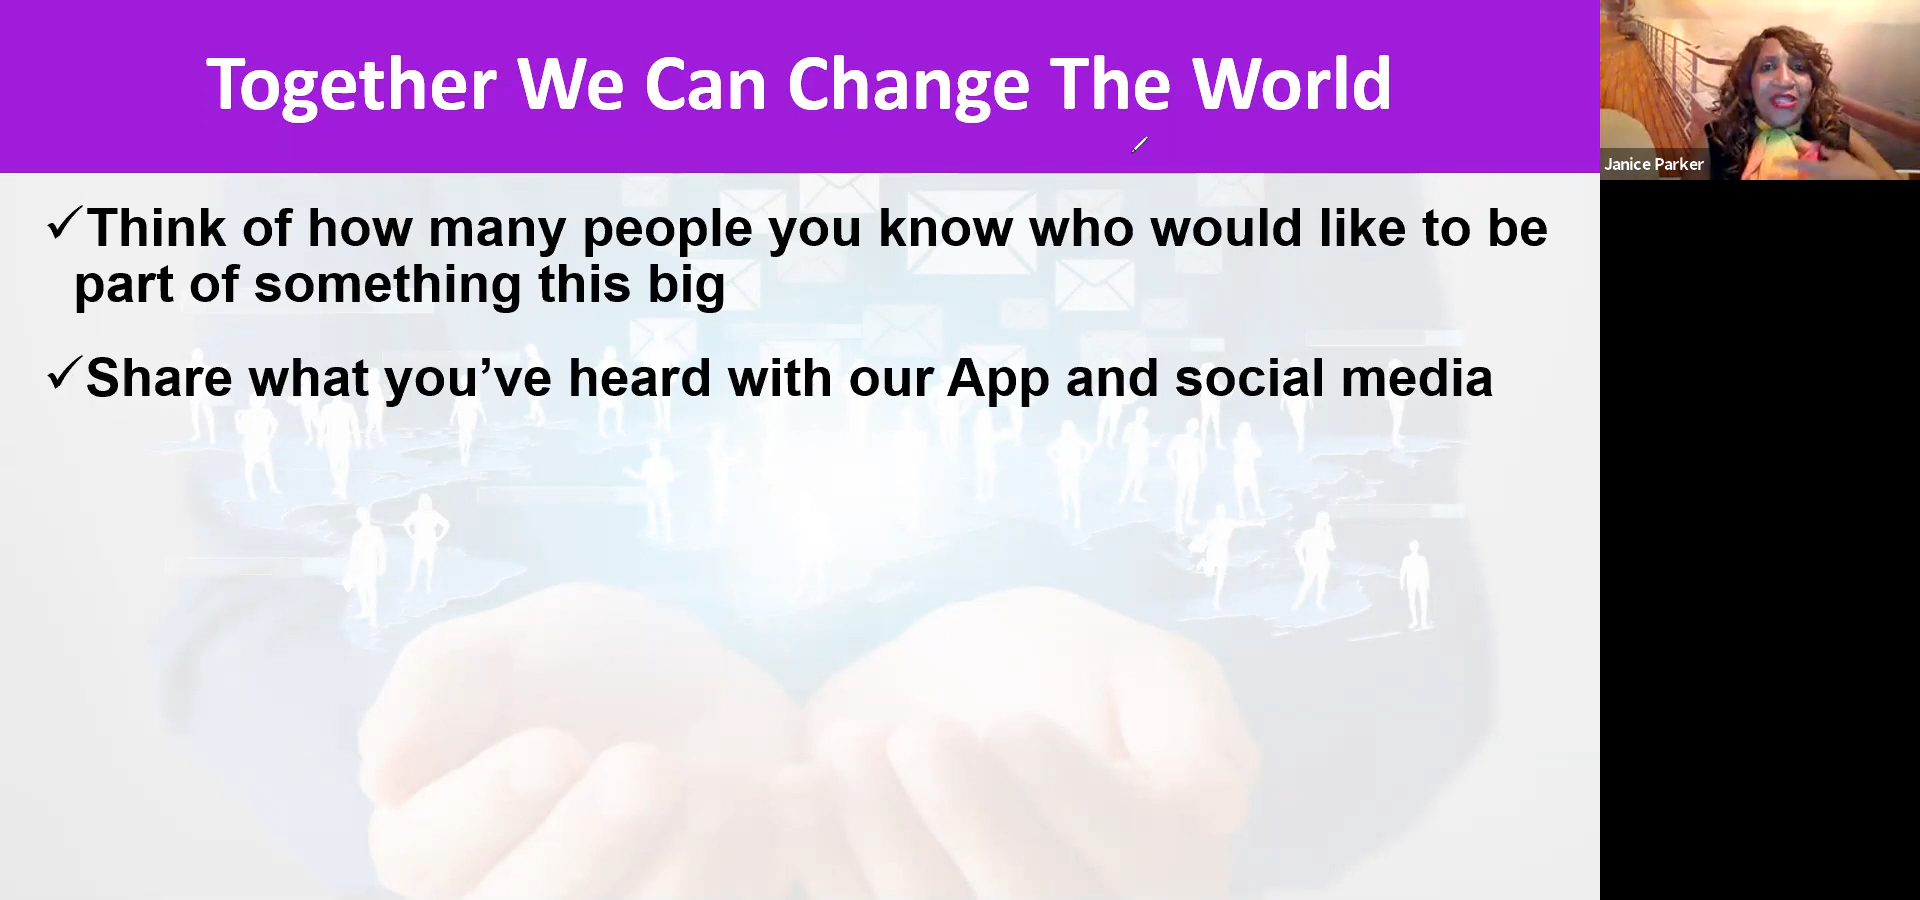 Together We Can Change The World
✓Think of how many people you know who would like to be
part of something this big
✓Share what you’ve heard with our App and social media
Janice Parker